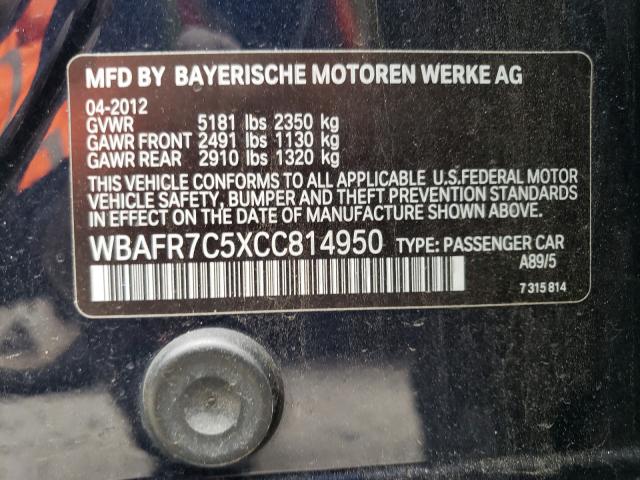 MFD BY BAYERISCHE MOTOREN WERKE AG
04-2012
GVWR 5181 lbs 2350 kg
GAWR FRONT 2491 lbs 1130 kg
GAWR REAR 2910 lbs 1320 kg
THIS VEHICLE CONFORMS TO ALL APPLICABLE U.S.FEDERAL MOTOR
VEHICLE SAFETY, BUMPER AND THEFT PREVENTION STANDARDS
IN EFFECT ON THE DATE OF MANUFACTURE SHOWN ABOVE.
WBAFR7C5XCC814950 TYPE: PASSENGER CAR
A89/5
7 315 814